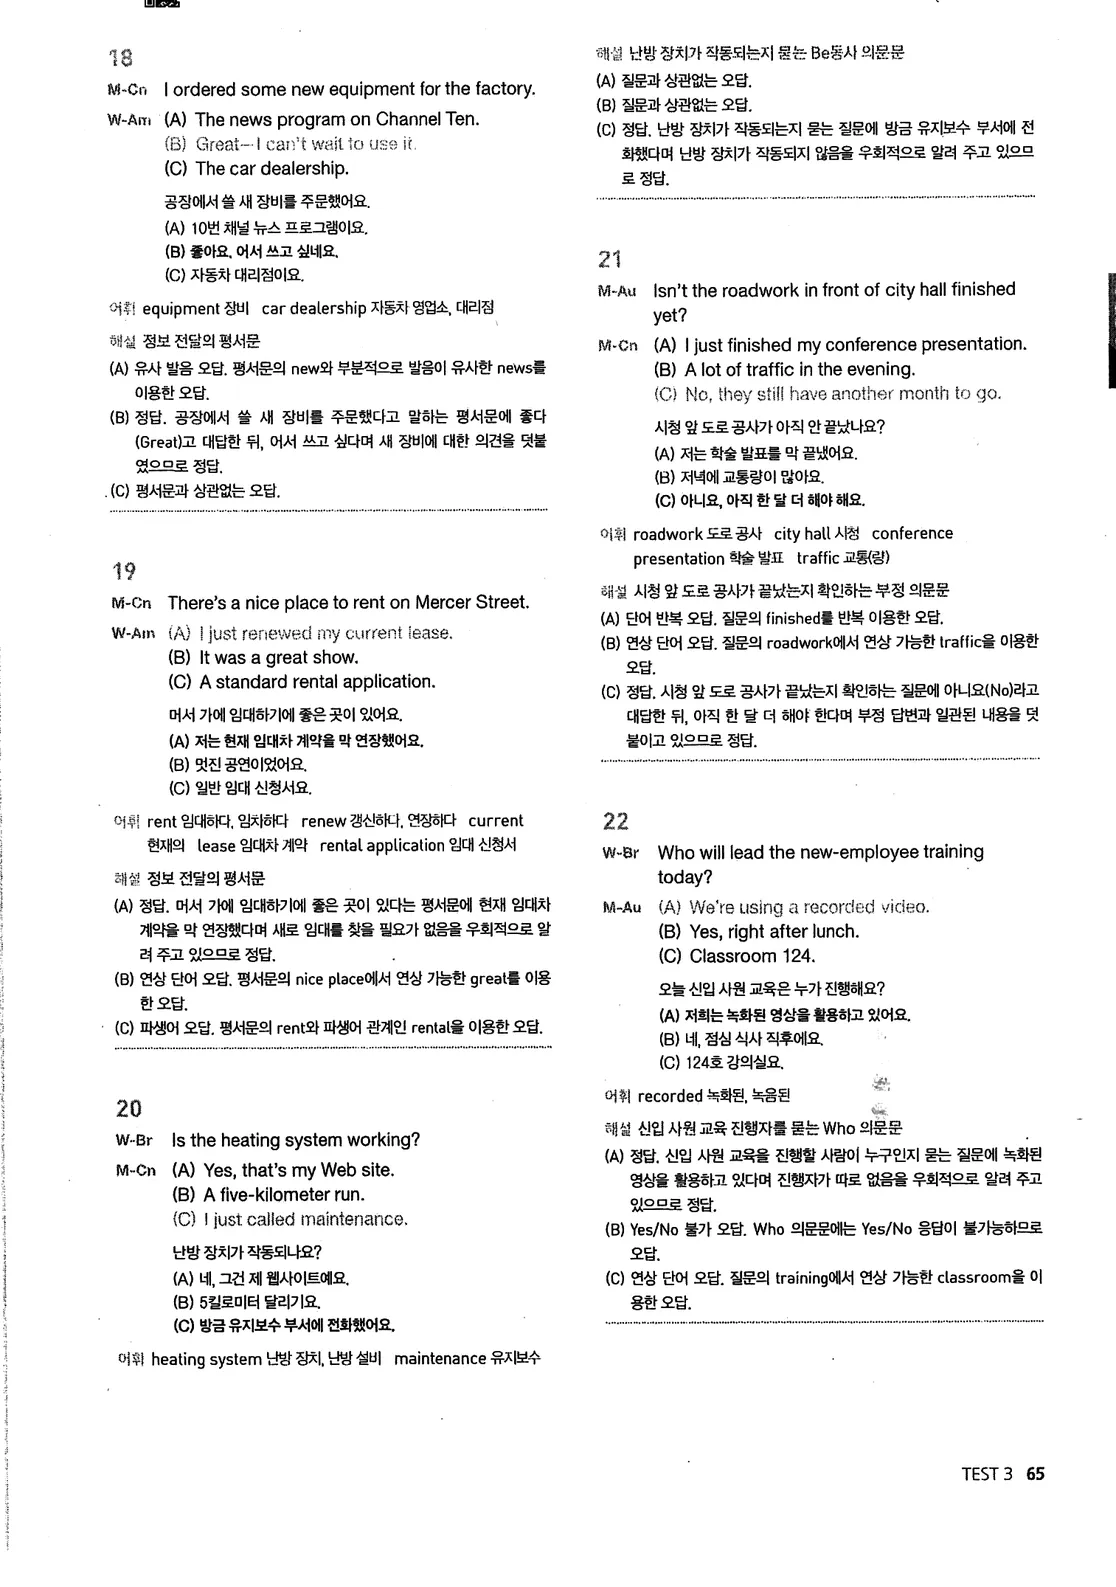 18
M-Cn I ordered some new equipment for the factory.
W-Am (A) The news program on Channel Ten.
(B) Great—I can't wait to use it.
(C) The car dealership.
공장에서 쓸 새 장비를 주문했어요.
(A) 10번 채널 뉴스 프로그램이요.
(B) 좋아요, 어서 쓰고 싶네요.
(C) 자동차 대리점이요.
어휘 equipment 장비 car dealership 자동차 영업소, 대리점
해설 정보 전달의 평서문
(A) 유사 발음 오답. 평서문의 new와 부분적으로 발음이 유사한 news를
이용한 오답.
(B) 정답. 공장에서 쓸 새 장비를 주문했다고 말하는 평서문에 좋다
(Great)고 대답한 뒤, 어서 쓰고 싶다며 새 장비에 대한 의견을 덧붙
였으므로 정답.
(C) 평서문과 상관없는 오답.
19
M-Cn There's a nice place to rent on Mercer Street.
W-Am (A) I just renewed my current lease.
(B) It was a great show.
(C) A standard rental application.
머서 가에 임대하기에 좋은 곳이 있어요.
(A) 저는 현재 임대차 계약을 막 연장했어요.
(B) 멋진 공연이었어요.
(C) 일반 임대 신청서요.
어휘 rent 임대하다, 임차하다 renew 갱신하다, 연장하다 current
현재의 lease 임대차 계약 rental application 임대 신청서
해설 정보 전달의 평서문
(A) 정답. 머서 가에 임대하기에 좋은 곳이 있다는 평서문에 현재 임대차
계약을 막 연장했다며 새로 임대를 찾을 필요가 없음을 우회적으로 알
려 주고 있으므로 정답.
(B) 연상 단어 오답. 평서문의 nice place에서 연상 가능한 great를 이용
한 오답.
(C) 파생어 오답. 평서문의 rent와 파생어 관계인 rental을 이용한 오답.
20
W-Br Is the heating system working?
M-Cn (A) Yes, that's my Web site.
(B) A five-kilometer run.
(C) I just called maintenance.
난방 장치가 작동되나요?
(A) 네, 그건 제 웹사이트예요.
(B) 5킬로미터 달리기요.
(C) 방금 유지보수 부서에 전화했어요.
어휘 heating system 난방 장치, 난방 설비 maintenance 유지보수
해설 난방 장치가 작동되는지 묻는 Be동사 의문문
(A) 질문과 상관없는 오답.
(B) 질문과 상관없는 오답.
(C) 정답. 난방 장치가 작동되는지 묻는 질문에 방금 유지보수 부서에 전
화했다며 난방 장치가 작동되지 않음을 우회적으로 알려 주고 있으므
로 정답.
21
M-Au Isn't the roadwork in front of city hall finished
yet?
M-Cn (A) I just finished my conference presentation.
(B) A lot of traffic in the evening.
(C) No, they still have another month to go.
시청 앞 도로 공사가 아직 안 끝났나요?
(A) 저는 학술 발표를 막 끝냈어요.
(B) 저녁에 교통량이 많아요.
(C) 아니요, 아직 한 달 더 해야 해요.
어휘 roadwork 도로 공사 city hall 시청 conference
presentation 학술 발표 traffic 교통(량)
해설 시청 앞 도로 공사가 끝났는지 확인하는 부정 의문문
(A) 단어 반복 오답. 질문의 finished를 반복 이용한 오답.
(B) 연상 단어 오답. 질문의 roadwork에서 연상 가능한 traffic을 이용한
오답.
(C) 정답. 시청 앞 도로 공사가 끝났는지 확인하는 질문에 아니요(No)라고
대답한 뒤, 아직 한 달 더 해야 한다며 부정 답변과 일관된 내용을 덧
붙이고 있으므로 정답.
22
W-Br Who will lead the new-employee training
today?
M-Au (A) We're using a recorded video.
(B) Yes, right after lunch.
(C) Classroom 124.
오늘 신입 사원 교육은 누가 진행해요?
(A) 저희는 녹화된 영상을 활용하고 있어요.
(B) 네, 점심 식사 직후에요.
(C) 124호 강의실요.
어휘 recorded 녹화된, 녹음된
해설 신입 사원 교육 진행자를 묻는 Who 의문문
(A) 정답. 신입 사원 교육을 진행할 사람이 누구인지 묻는 질문에 녹화된
영상을 활용하고 있다며 진행자가 따로 없음을 우회적으로 알려 주고
있으므로 정답.
(B) Yes/No 불가 오답. Who 의문문에는 Yes/No 응답이 불가능하므로
오답.
(C) 연상 단어 오답. 질문의 training에서 연상 가능한 classroom을 이
용한 오답.
TEST 3 65